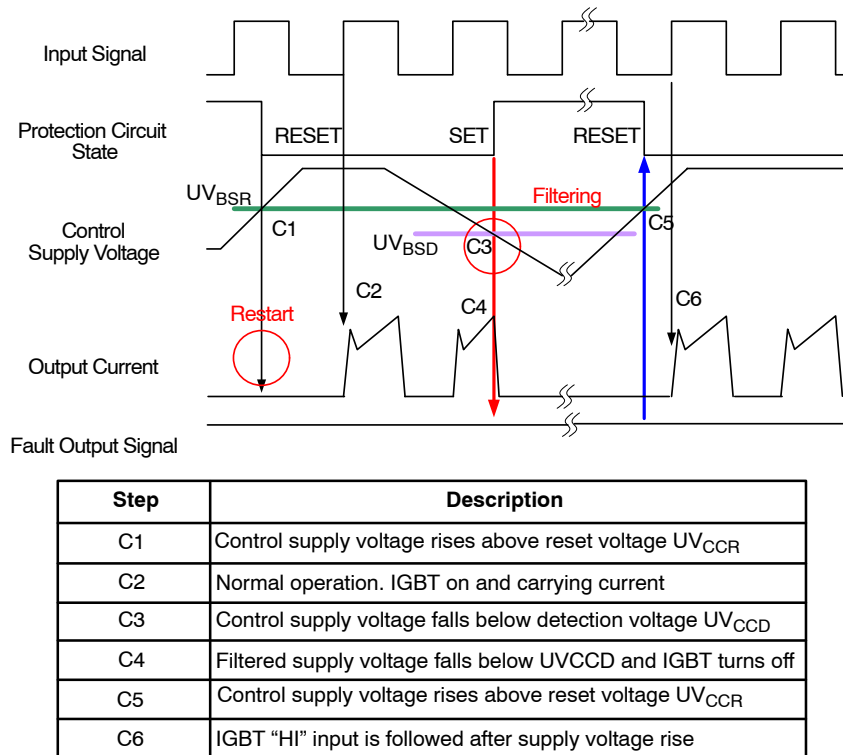 Input Signal
Protection Circuit
State
RESET
SET
RESET
UVBSR
Filtering
C1
C5
Control
Supply Voltage
UVBSD
C3
C2
C4
C6
Restart
Output Current
Fault Output Signal
Step Description
C1 Control supply voltage rises above reset voltage UVCCR
C2 Normal operation. IGBT on and carrying current
C3 Control supply voltage falls below detection voltage UVCCD
C4 Filtered supply voltage falls below UVCCD and IGBT turns off
C5 Control supply voltage rises above reset voltage UVCCR
C6 IGBT “HI” input is followed after supply voltage rise